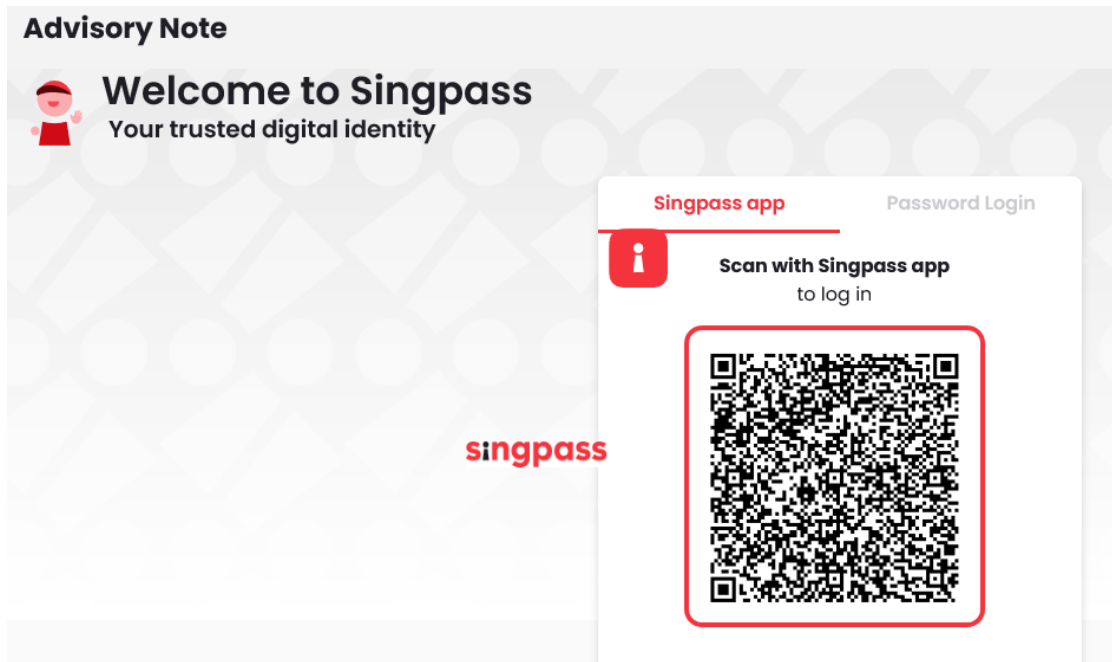 Advisory Note
Welcome to Singpass
Your trusted digital identity
Singpass app
Password Login
Scan with Singpass app
to log in
singpass